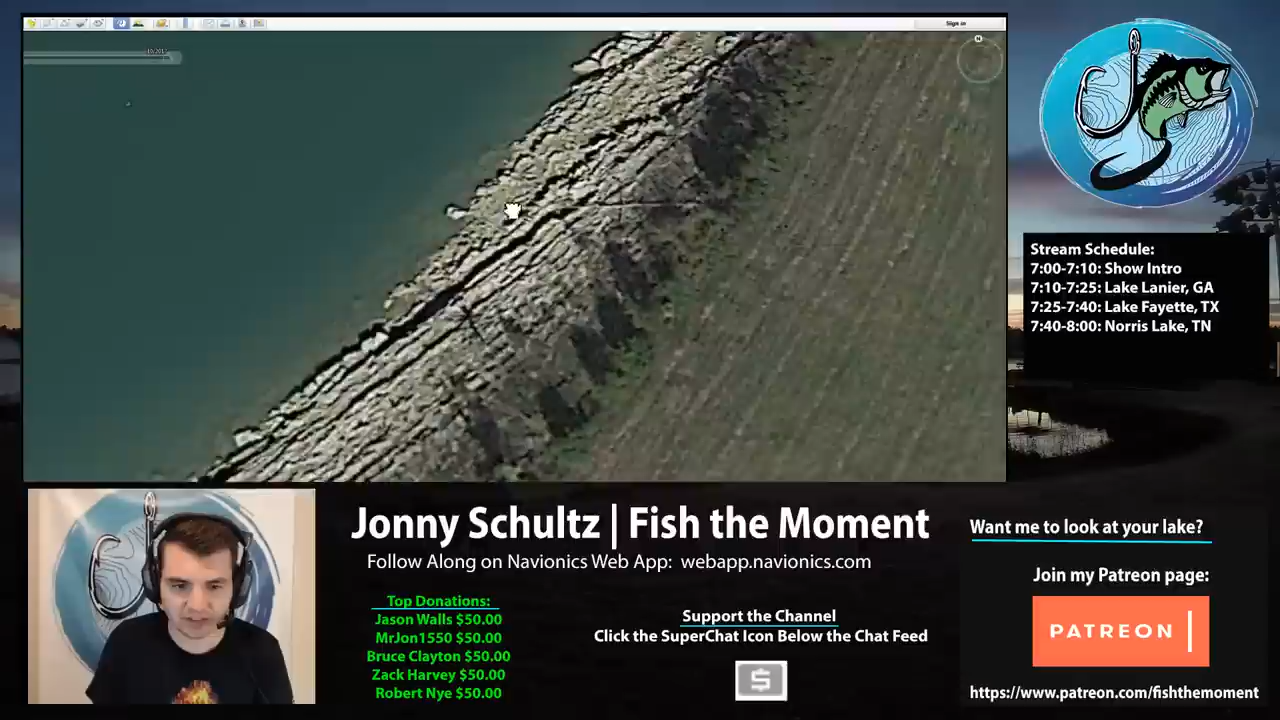 Sign in
N
Stream Schedule:
7:00-7:10: Show Intro
7:10-7:25: Lake Lanier, GA
7:25-7:40: Lake Fayette, TX
7:40-8:00: Norris Lake, TN
Jonny Schultz | Fish the Moment
Follow Along on Navionics Web App: webapp.navionics.com
Top Donations:
Jason Walls $50.00
MrJon1550 $50.00
Bruce Clayton $50.00
Zack Harvey $50.00
Robert Nye $50.00
Support the Channel
Click the SuperChat Icon Below the Chat Feed
$
Want me to look at your lake?
Join my Patreon page:
PATREON
https://www.patreon.com/fishthemoment